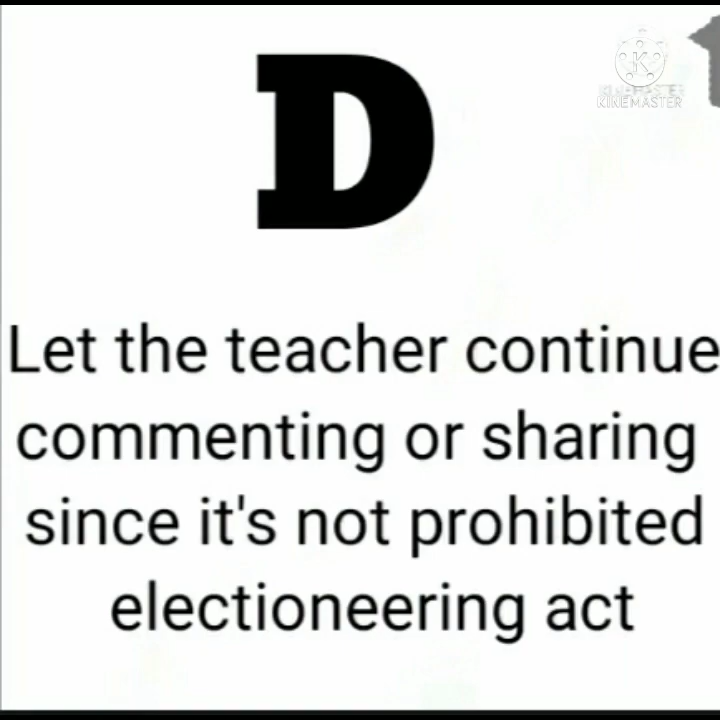 KINEMASTER
D
Let the teacher continue
commenting or sharing
since it's not prohibited
electioneering act